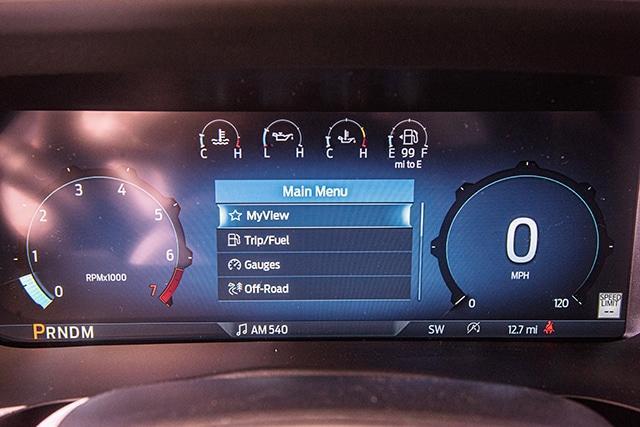 C H L H C H E 99 F
mi to E
Main Menu
MyView
Trip/Fuel
Gauges
Off-Road
0 1 2 3 4 5 6 7
RPMx1000
0
MPH
0 120
SPEED
LIMIT
--
PRNDM
AM 540
SW
12.7 mi